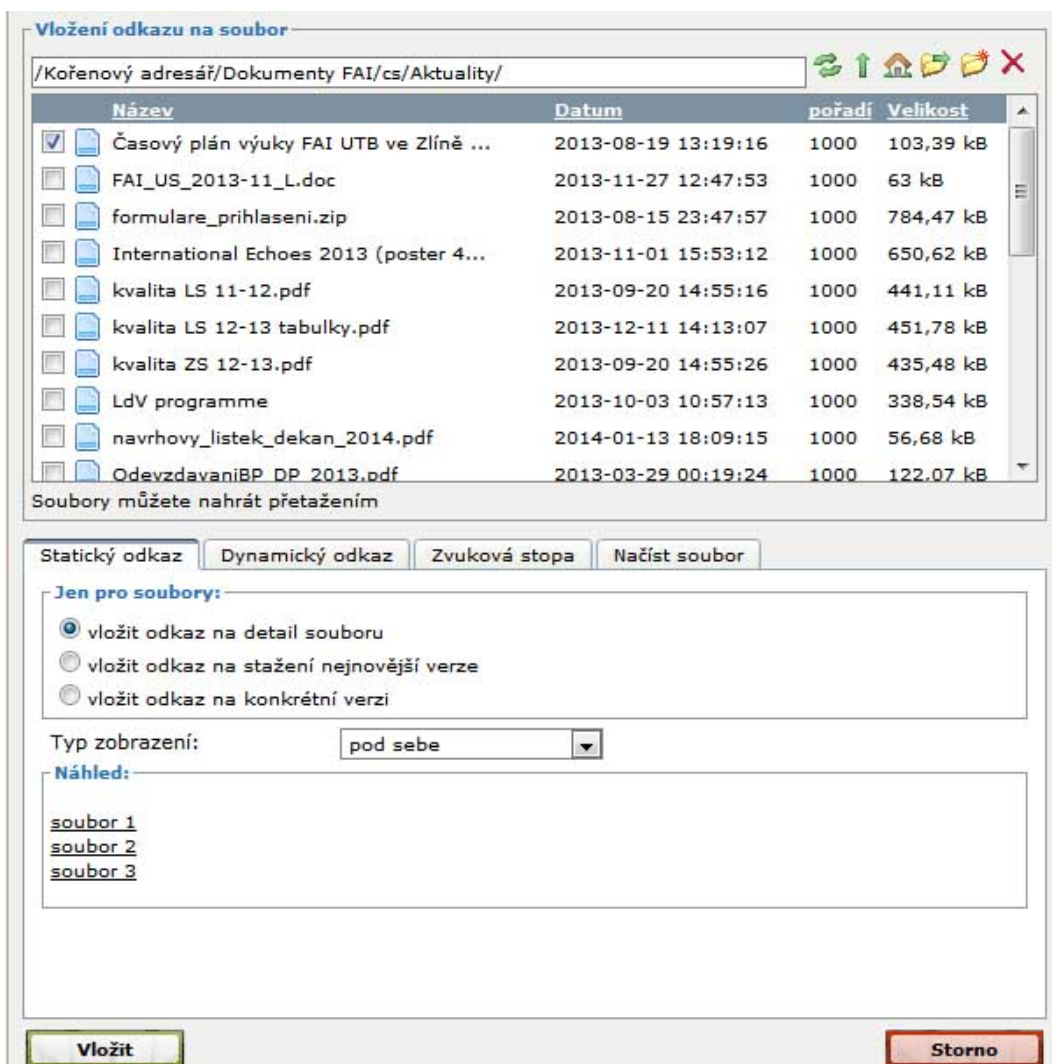 Vložení odkazu na soubor
/Kořenový adresář/Dokumenty FAI/cs/Aktuality/
Název Datum pořadí Velikost
Časový plán výuky FAI UTB ve Zlíně ... 2013-08-19 13:19:16 1000 103,39 kB
FAI_US_2013-11_L.doc 2013-11-27 12:47:53 1000 63 kB
formulare_prihlaseni.zip 2013-08-15 23:47:57 1000 784,47 kB
International Echoes 2013 (poster 4... 2013-11-01 15:53:12 1000 650,62 kB
kvalita LS 11-12.pdf 2013-09-20 14:55:16 1000 441,11 kB
kvalita LS 12-13 tabulky.pdf 2013-12-11 14:13:07 1000 451,78 kB
kvalita ZS 12-13.pdf 2013-09-20 14:55:26 1000 435,48 kB
LdV programme 2013-10-03 10:57:13 1000 338,54 kB
navrhovy_listek_dekan_2014.pdf 2014-01-13 18:09:15 1000 56,68 kB
OdevzdavaniBP_DP_2013.pdf 2013-03-29 00:19:24 1000 122,07 kB
Soubory můžete nahrát přetažením
Statický odkaz Dynamický odkaz Zvuková stopa Načíst soubor
Jen pro soubory:
vložit odkaz na detail souboru
vložit odkaz na stažení nejnovější verze
vložit odkaz na konkrétní verzi
Typ zobrazení: pod sebe
Náhled:
soubor 1
soubor 2
soubor 3
Vložit Storno